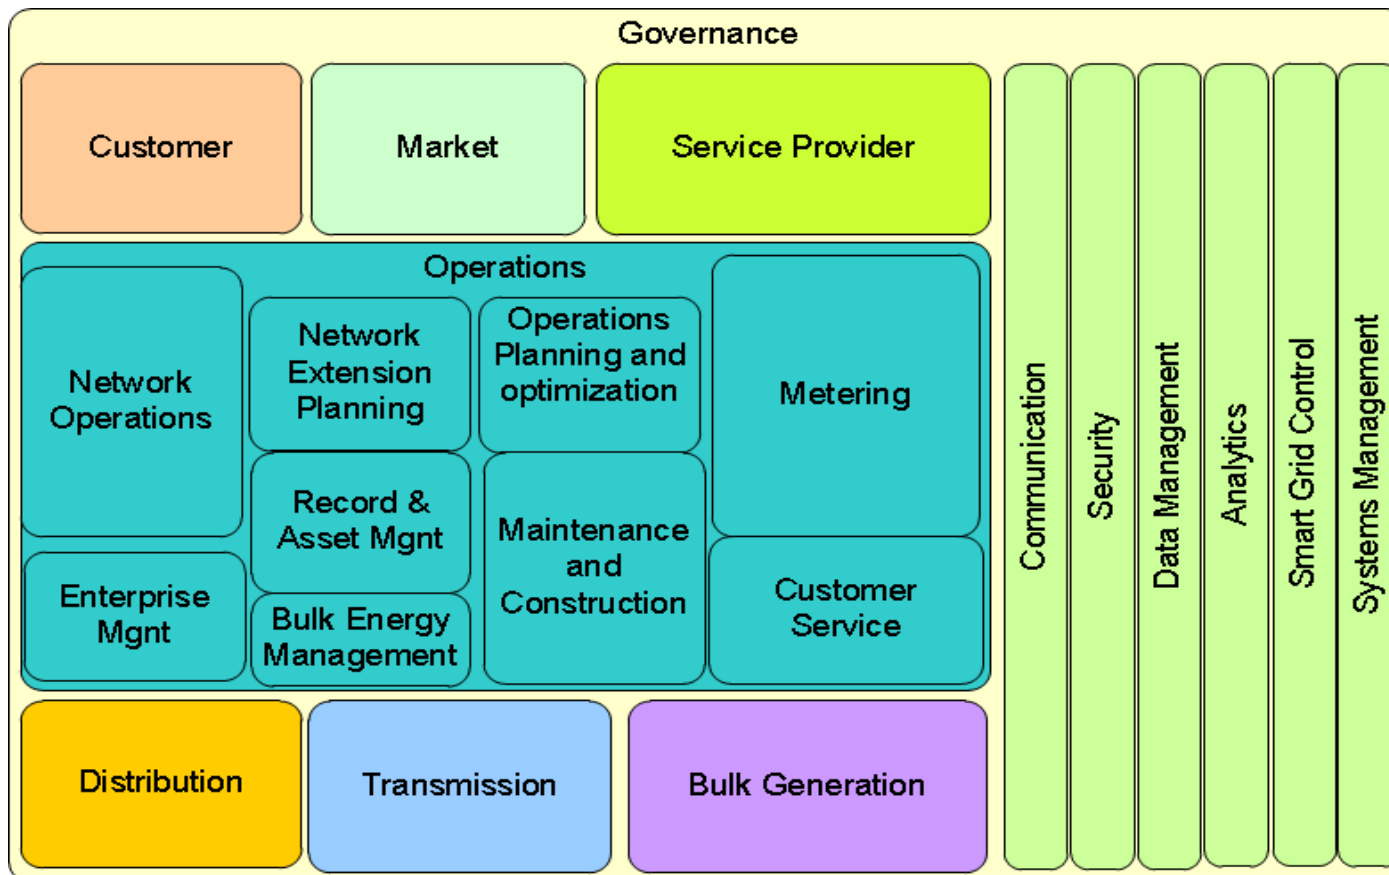 Governance
Customer
Market
Service Provider
Operations
Network
Operations
Network
Extension
Planning
Operations
Planning and
optimization
Metering
Record &
Asset Mgnt
Maintenance
and
Construction
Enterprise
Mgnt
Bulk Energy
Management
Customer
Service
Distribution
Transmission
Bulk Generation
Communication
Security
Data Management
Analytics
Smart Grid Control
Systems Management